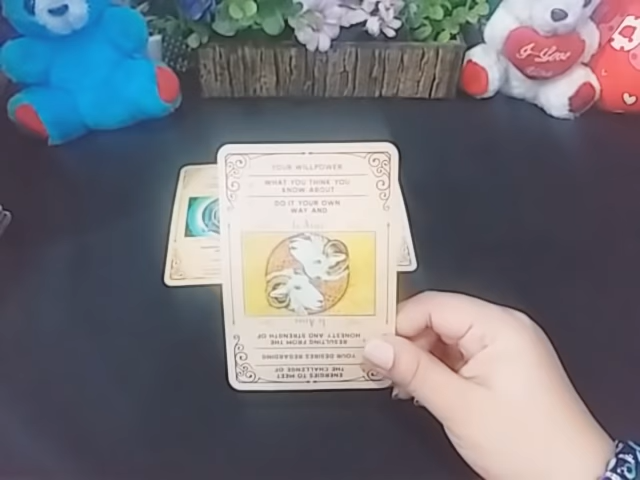 YOUR WILLPOWER
WHAT YOU THINK YOU
KNOW ABOUT
DO IT YOUR OWN
WAY AND
HONESTY AND STRENGTH OF
RESULTING FROM THE
YOUR DESIRES REGARDING
THE CHALLENGE OF
ENERGIES TO MEET
I Love